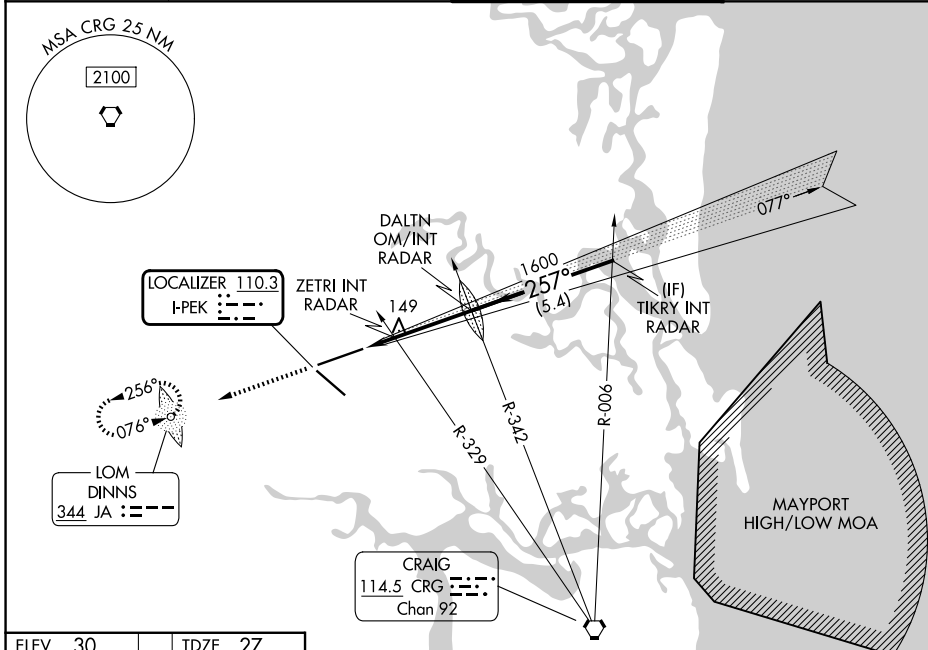 MSA CRG 25 NM
2100
077°
DALTN
OM/INT
RADAR
1600
257°
(5.4)
(IF)
TIKRY INT
RADAR
LOCALIZER 110.3
I-PEK
ZETRI INT
RADAR
149
256°
076°
R-329
R-342
R-006
LOM
DINNS
344 JA
MAYPORT
HIGH/LOW MOA
CRAIG
114.5 CRG
Chan 92
ELEV 30
TDZE 27